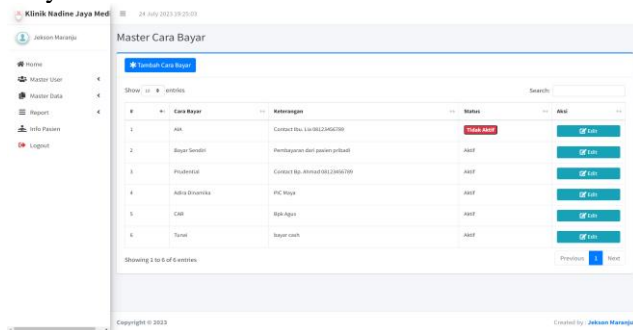 Klinik Nadine Jaya Medi
24 July 2023 19:25:03
Jekson Maranju
Master Cara Bayar
Home
Master User
Master Data
Report
Info Pasien
Logout
Tambah Cara Bayar
Show 10 entries
Search:
# Cara Bayar Keterangan Status Aksi
1 AIA Contact Ibu. Lia 08123456789 Tidak Aktif Edit
2 Bayar Sendiri Pembayaran dari pasien pribadi Aktif Edit
3 Prudential Contact Bp. Ahmad 08123456789 Aktif Edit
4 Adira Dinamika PIC Maya Aktif Edit
5 CAR Bpk Agus Aktif Edit
6 Tunai bayar cash Aktif Edit
Showing 1 to 6 of 6 entries
Previous 1 Next
Copyright © 2023
Created by : Jekson Maranju